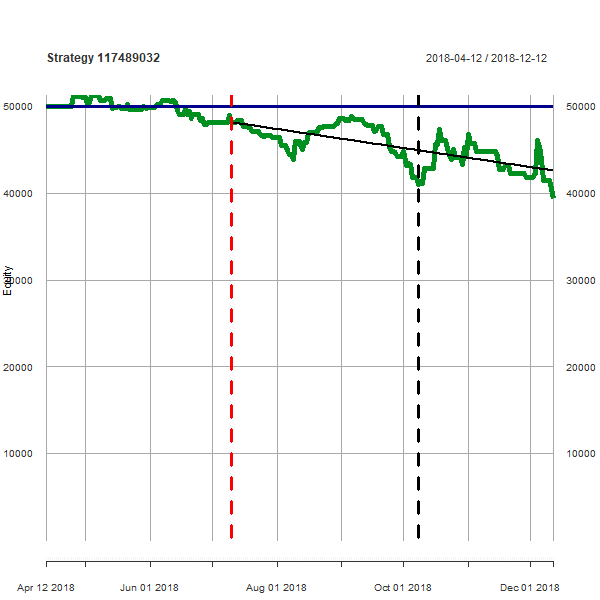 Strategy 117489032
2018-04-12 / 2018-12-12
50000
50000
40000
40000
Equity
30000
30000
20000
20000
10000
10000
Apr 12 2018
Jun 01 2018
Aug 01 2018
Oct 01 2018
Dec 01 2018